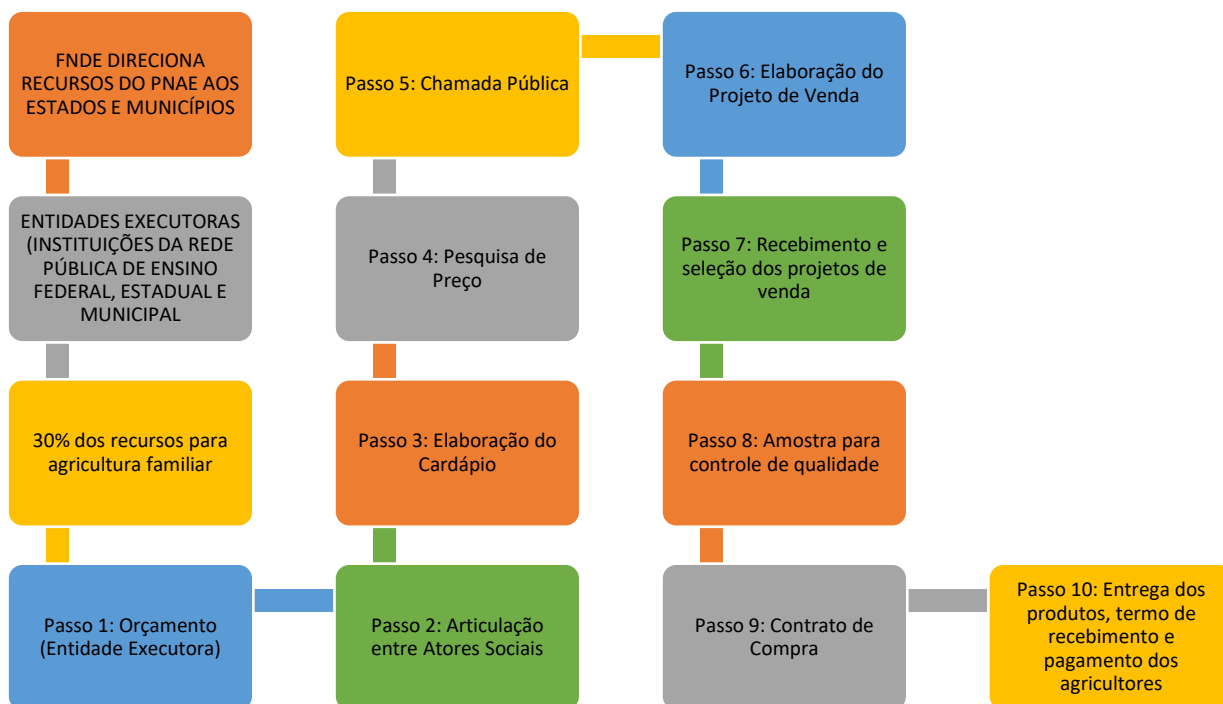 FNDE DIRECIONA
RECURSOS DO PNAE AOS
ESTADOS E MUNICÍPIOS
ENTIDADES EXECUTORAS
(INSTITUIÇÕES DA REDE
PÚBLICA DE ENSINO
FEDERAL, ESTADUAL E
MUNICIPAL
30% dos recursos para
agricultura familiar
Passo 1: Orçamento
(Entidade Executora)
Passo 2: Articulação
entre Atores Sociais
Passo 3: Elaboração do
Cardápio
Passo 4: Pesquisa de
Preço
Passo 5: Chamada Pública
Passo 6: Elaboração do
Projeto de Venda
Passo 7: Recebimento e
seleção dos projetos de
venda
Passo 8: Amostra para
controle de qualidade
Passo 9: Contrato de
Compra
Passo 10: Entrega dos
produtos, termo de
recebimento e
pagamento dos
agricultores